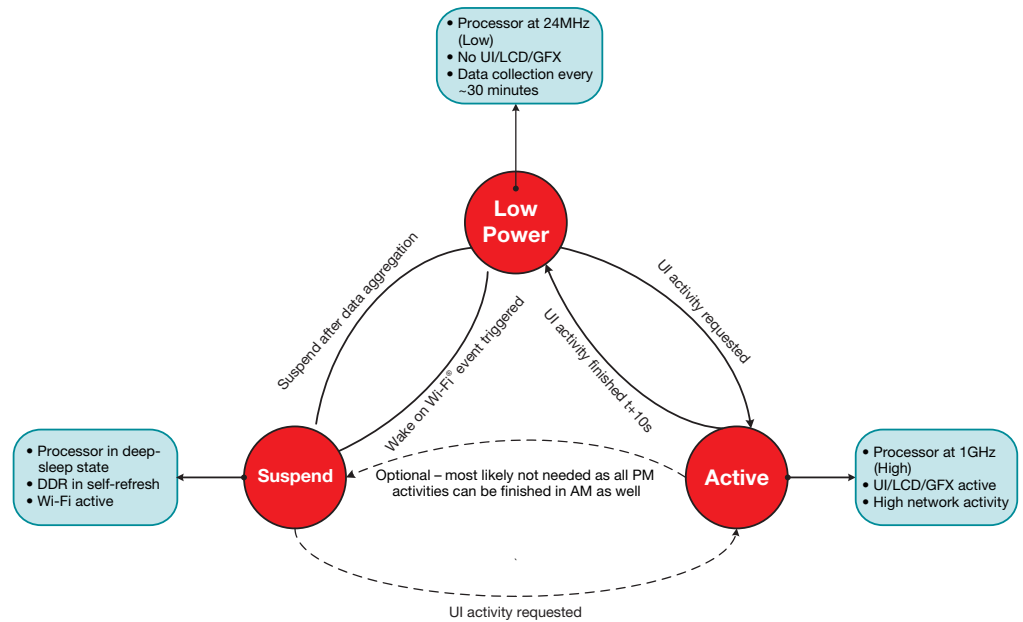 • Processor at 24MHz
(Low)
• No UI/LCD/GFX
• Data collection every
~30 minutes
Low
Power
Suspend after data aggregation
Wake on Wi-Fi® event triggered
UI activity finished t+10s
UI activity requested
• Processor in deep-
sleep state
• DDR in self-refresh
• Wi-Fi active
Suspend
Optional – most likely not needed as all PM
activities can be finished in AM as well
Active
• Processor at 1GHz
(High)
• UI/LCD/GFX active
• High network activity
UI activity requested